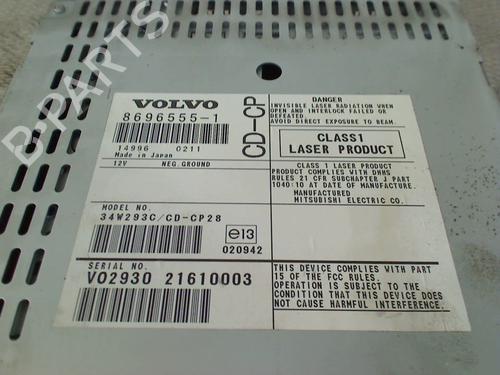 B-PARTS
VOLVO
8696555-1
14996 0211
Made in Japan
12V NEG.GROUND
CD-CP
DANGER
INVISIBLE LASER RADIATION WHEN
OPEN AND INTERLOCK FAILED OR
DEFEATED
AVOID DIRECT EXPOSURE TO BEAM.
CLASS1
LASER PRODUCT
CLASS 1 LASER PRODUCT
PRODUCT COMPLIES WITH DHHS
RULES 21 CFR SUBCHAPTER J PART
1040:10 AT DATE OF MANUFACTURE.
MANUFACTURED
MITSUBISHI ELECTRIC CO.
MODEL NO.
34W293C/CD-CP28
e13
020942
SERIAL NO.
VO2930 21610003
THIS DEVICE COMPLIES WITH PART
15 OF THE FCC RULES
OPERATION IS SUBJECT TO THE
CONDITION THAT THIS DEVICE DOES
NOT CAUSE HARMFUL INTERFERENCE.